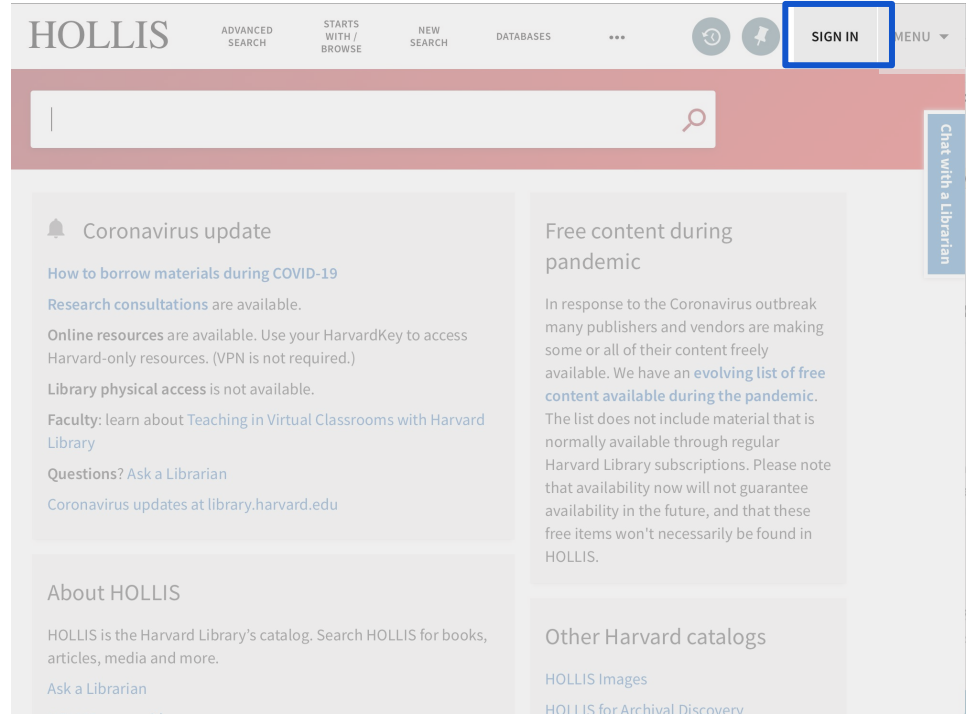 HOLLIS
ADVANCED
SEARCH
STARTS
WITH /
BROWSE
NEW
SEARCH
DATABASES
•••
SIGN IN
MENU
Chat with a Librarian
Coronavirus update
How to borrow materials during COVID-19
Research consultations are available.
Online resources are available. Use your HarvardKey to access
Harvard-only resources. (VPN is not required.)
Library physical access is not available.
Faculty: learn about Teaching in Virtual Classrooms with Harvard
Library
Questions? Ask a Librarian
Coronavirus updates at library.harvard.edu
Free content during
pandemic
In response to the Coronavirus outbreak
many publishers and vendors are making
some or all of their content freely
available. We have an evolving list of free
content available during the pandemic.
The list does not include material that is
normally available through regular
Harvard Library subscriptions. Please note
that availability now will not guarantee
availability in the future, and that these
free items won't necessarily be found in
HOLLIS.
About HOLLIS
HOLLIS is the Harvard Library's catalog. Search HOLLIS for books,
articles, media and more.
Ask a Librarian
Other Harvard catalogs
HOLLIS Images
HOLLIS for Archival Discovery